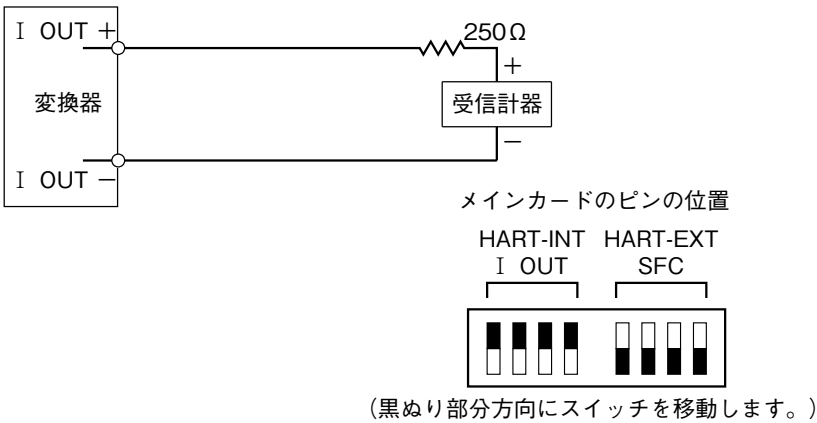 Ⅰ OUT +
250Ω
+
変換器
受信計器
−
Ⅰ OUT −
メインカードのピンの位置
HART-INT HART-EXT
Ⅰ OUT SFC
（黒ぬり部分方向にスイッチを移動します。）